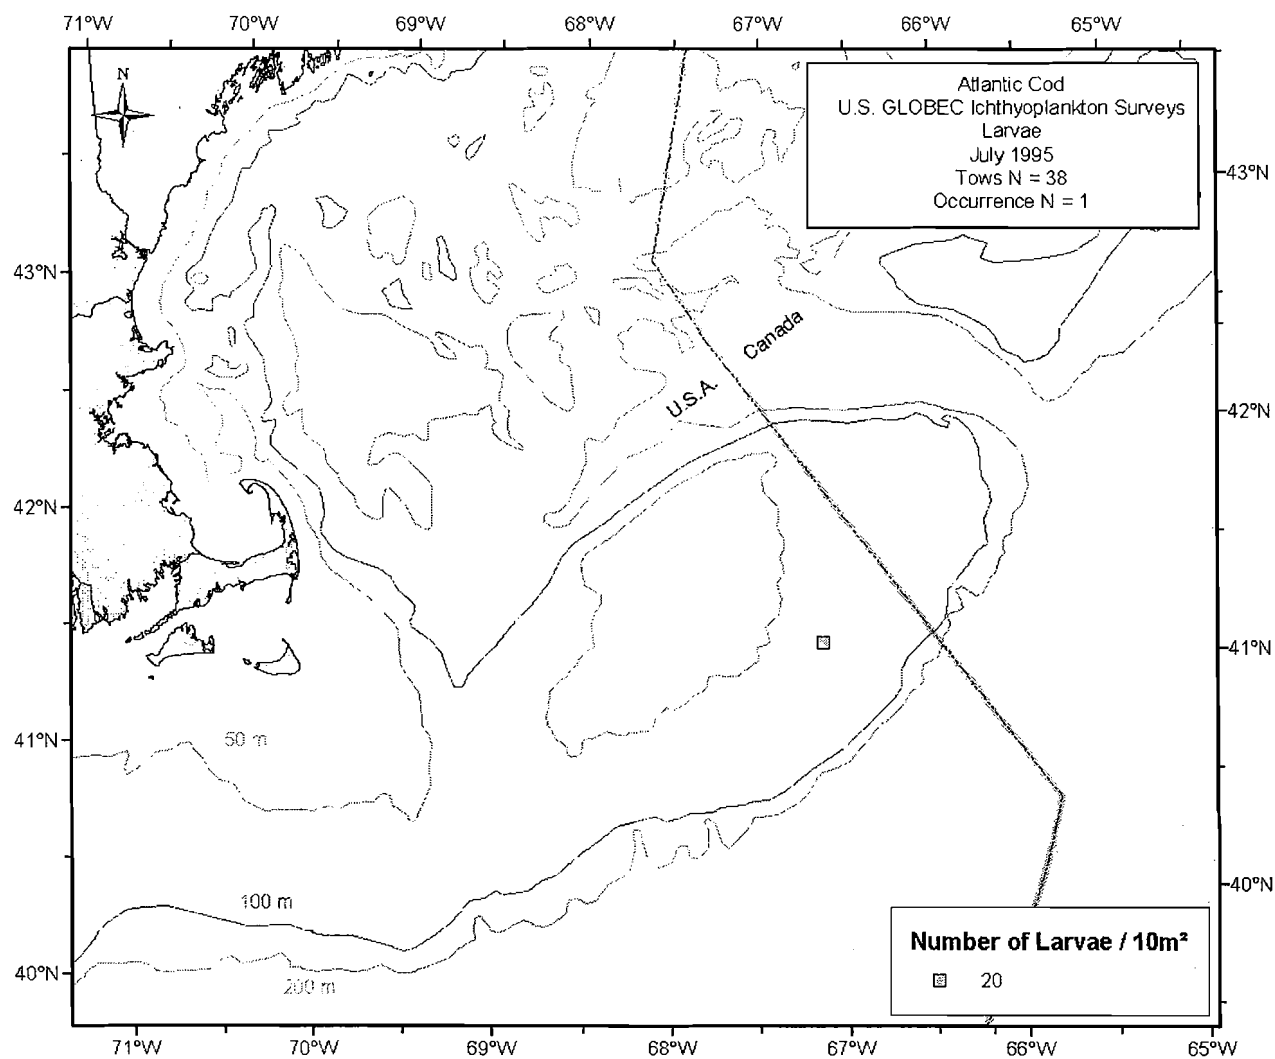 71°W 70°W 69°W 68°W 67°W 66°W 65°W
N
Atlantic Cod
U.S. GLOBEC Ichthyoplankton Surveys
Larvae
July 1995
Tows N = 38
Occurrence N = 1
43°N
43°N
Canada
U.S.A.
42°N
42°N
41°N
41°N
50 m
40°N
100 m
Number of Larvae / 10m²
20
40°N
200 m
71°W 70°W 69°W 68°W 67°W 66°W 65°W